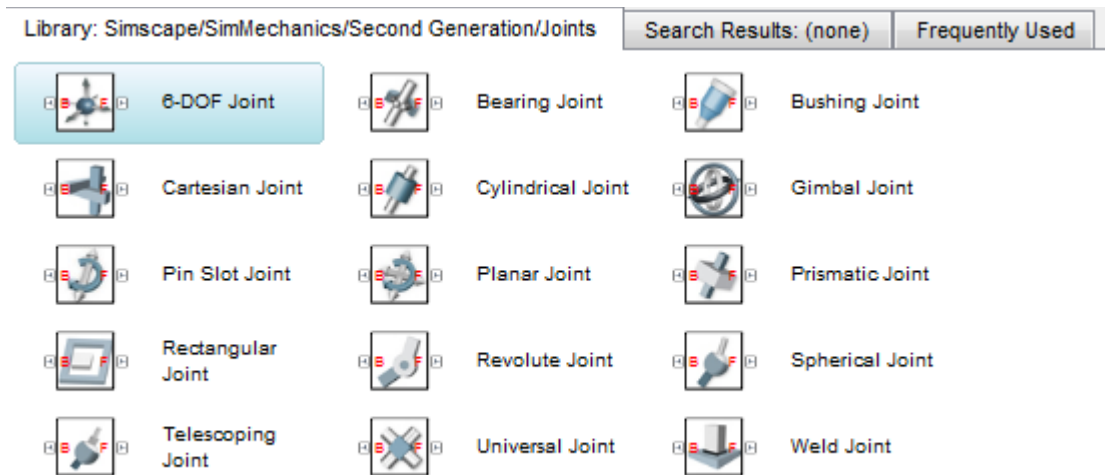 Library: Simscape/SimMechanics/Second Generation/Joints
Search Results: (none)
Frequently Used
B F 6-DOF Joint
B F Bearing Joint
B F Bushing Joint
B F Cartesian Joint
B F Cylindrical Joint
B F Gimbal Joint
B F Pin Slot Joint
B F Planar Joint
B F Prismatic Joint
B F Rectangular
Joint
B F Revolute Joint
B F Spherical Joint
B F Telescoping
Joint
B F Universal Joint
B F Weld Joint